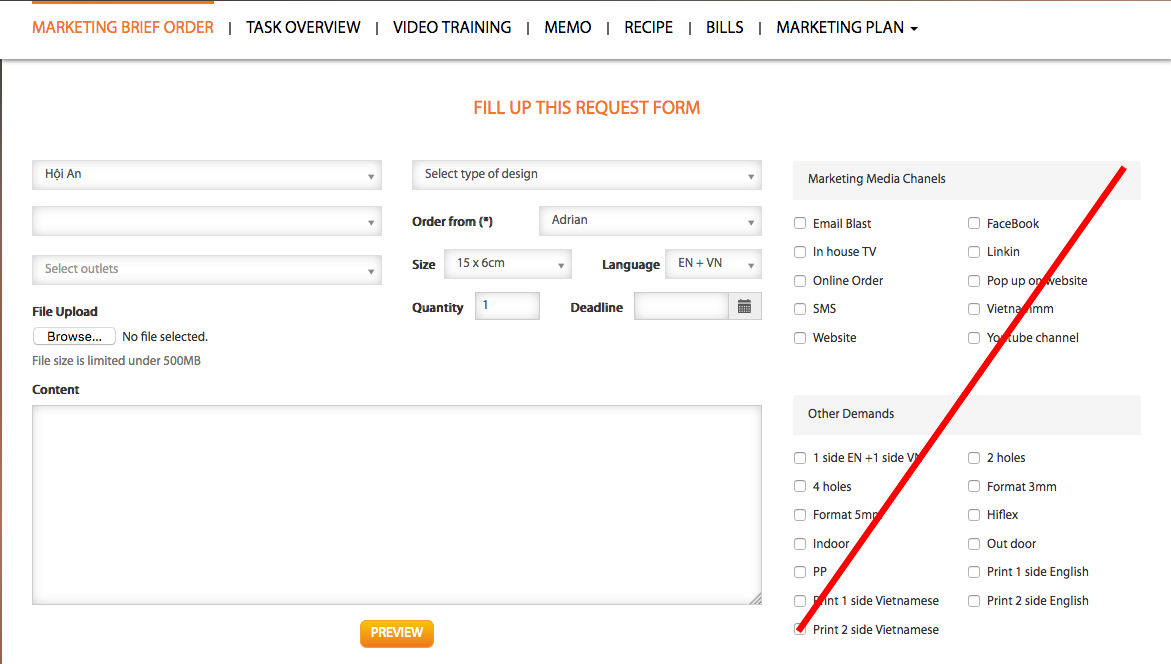 MARKETING BRIEF ORDER | TASK OVERVIEW | VIDEO TRAINING | MEMO | RECIPE | BILLS | MARKETING PLAN
FILL UP THIS REQUEST FORM
Hội An
Select outlets
File Upload
Browse... No file selected.
File size is limited under 500MB
Select type of design
Order from (*) Adrian
Size 15 x 6cm Language EN + VN
Quantity 1 Deadline
Content
PREVIEW
Marketing Media Chanels
Email Blast FaceBook
In house TV Linkin
Online Order Pop up on website
SMS Vietnammm
Website Youtube channel
Other Demands
1 side EN +1 side VN 2 holes
4 holes Format 3mm
Format 5mm Hiflex
Indoor Out door
PP Print 1 side English
Print 1 side Vietnamese Print 2 side English
Print 2 side Vietnamese